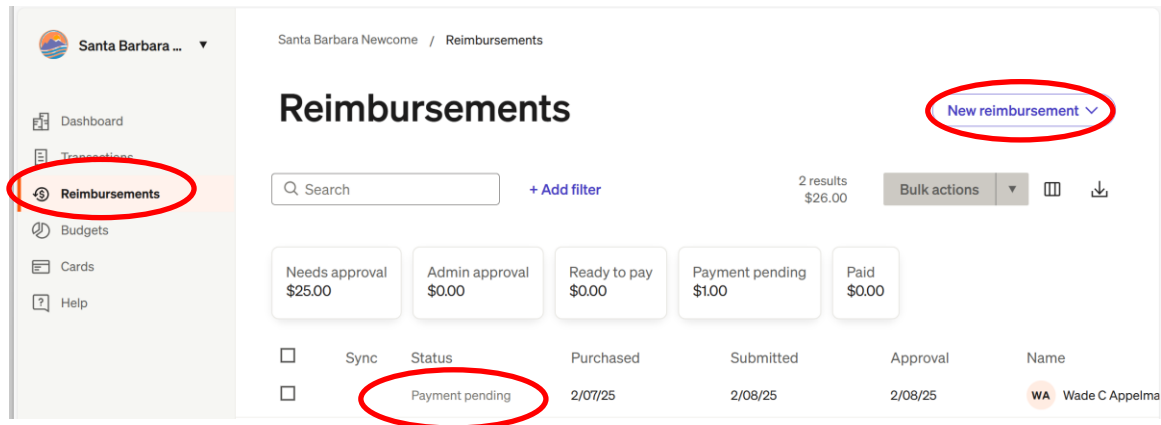 Santa Barbara ...
Dashboard
Transactions
Reimbursements
Budgets
Cards
Help
Santa Barbara Newcome / Reimbursements
Reimbursements
New reimbursement
Search
+ Add filter
2 results
$26.00
Bulk actions
Needs approval
$25.00
Admin approval
$0.00
Ready to pay
$0.00
Payment pending
$1.00
Paid
$0.00
Sync Status Purchased Submitted Approval Name
Payment pending 2/07/25 2/08/25 2/08/25 WA Wade C Appelma